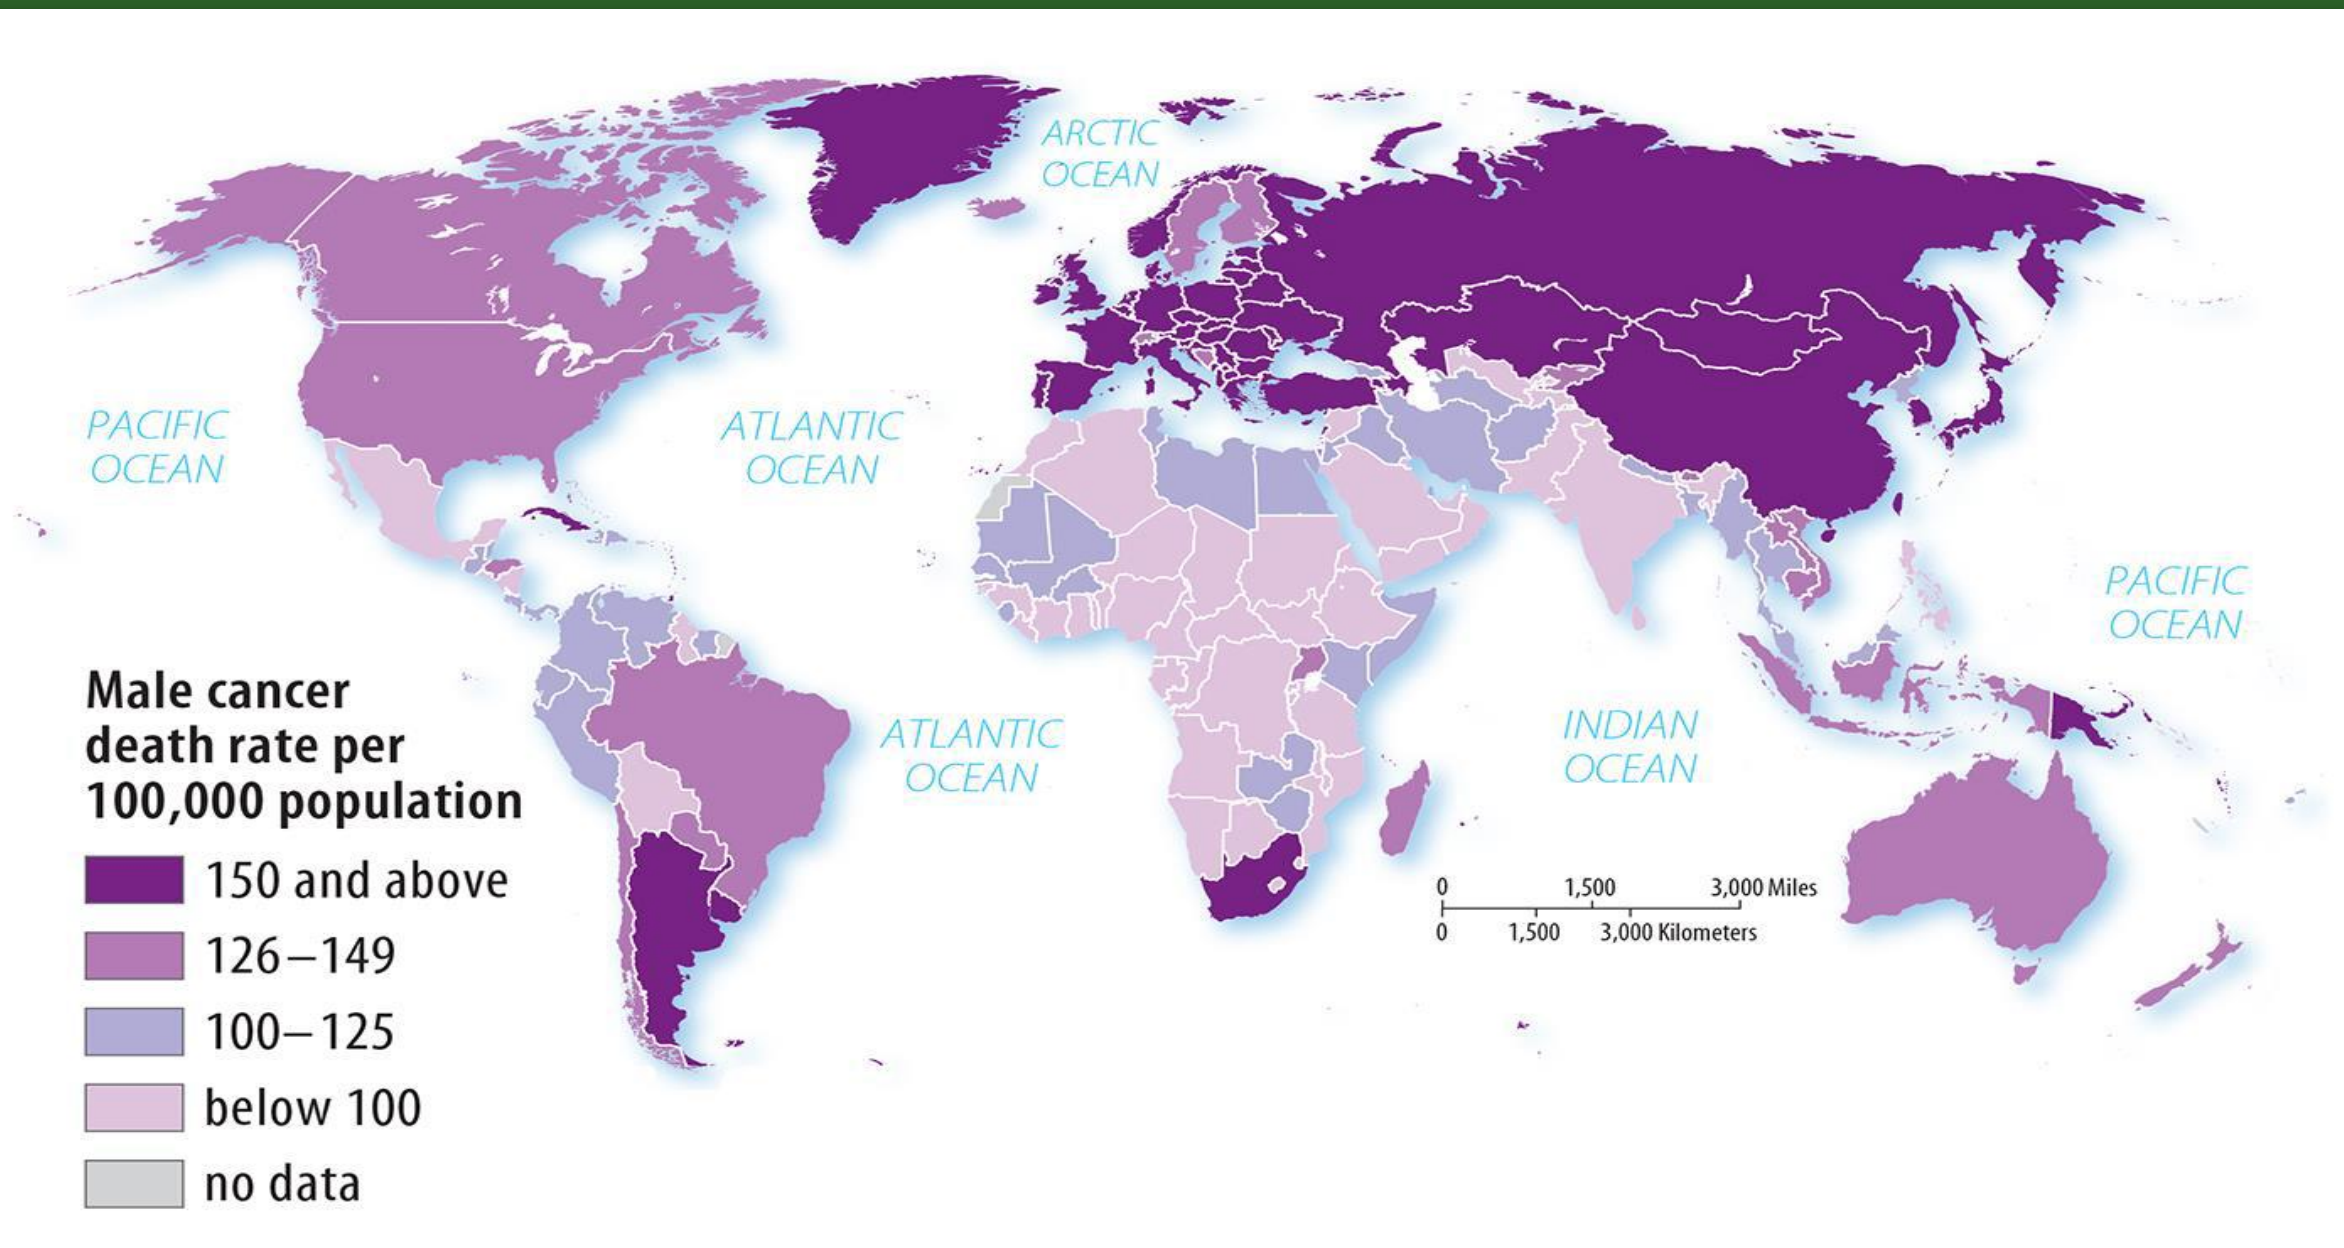 ARCTIC
OCEAN
PACIFIC
OCEAN
ATLANTIC
OCEAN
PACIFIC
OCEAN
ATLANTIC
OCEAN
INDIAN
OCEAN
Male cancer
death rate per
100,000 population
150 and above
126–149
100–125
below 100
no data
0 1,500 3,000 Miles
0 1,500 3,000 Kilometers